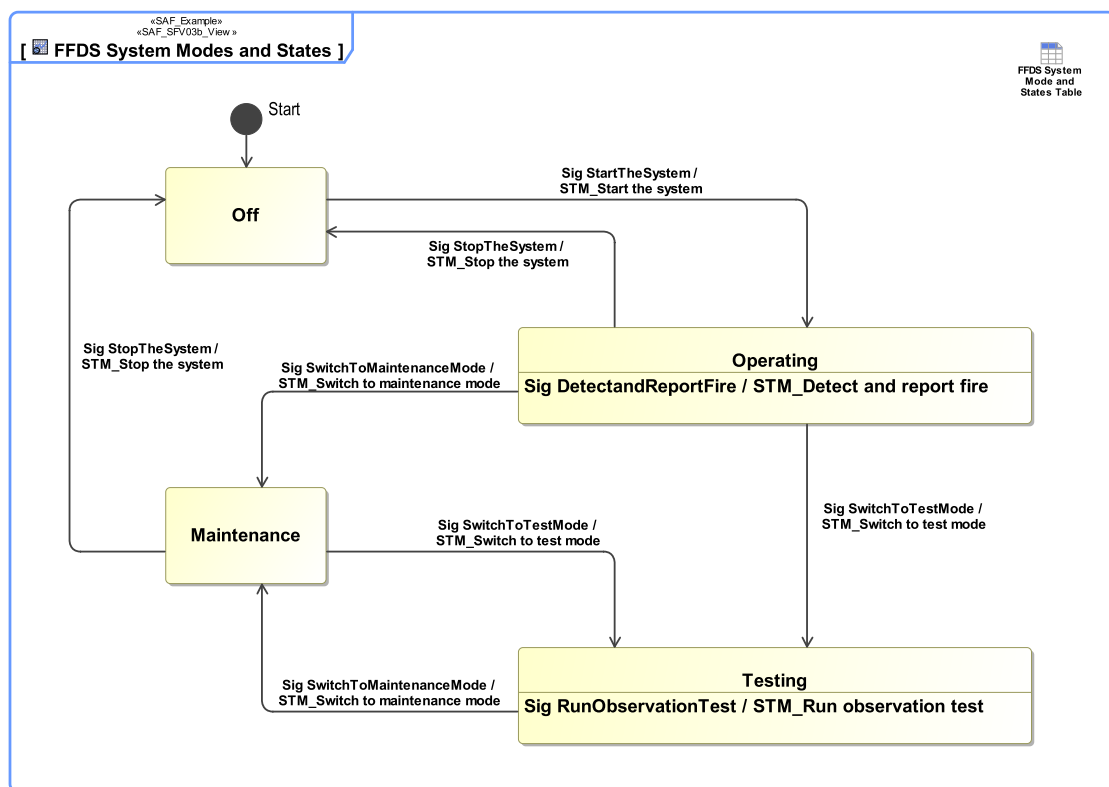 «SAF_Example»
«SAF_SFV03b_View »
[ FFDS System Modes and States ]
FFDS System
Mode and
States Table
Start
Off
Sig StartTheSystem /
STM_Start the system
Sig StopTheSystem /
STM_Stop the system
Sig StopTheSystem /
STM_Stop the system
Operating
Sig DetectandReportFire / STM_Detect and report fire
Sig SwitchToMaintenanceMode /
STM_Switch to maintenance mode
Maintenance
Sig SwitchToTestMode /
STM_Switch to test mode
Sig SwitchToTestMode /
STM_Switch to test mode
Testing
Sig RunObservationTest / STM_Run observation test
Sig SwitchToMaintenanceMode /
STM_Switch to maintenance mode